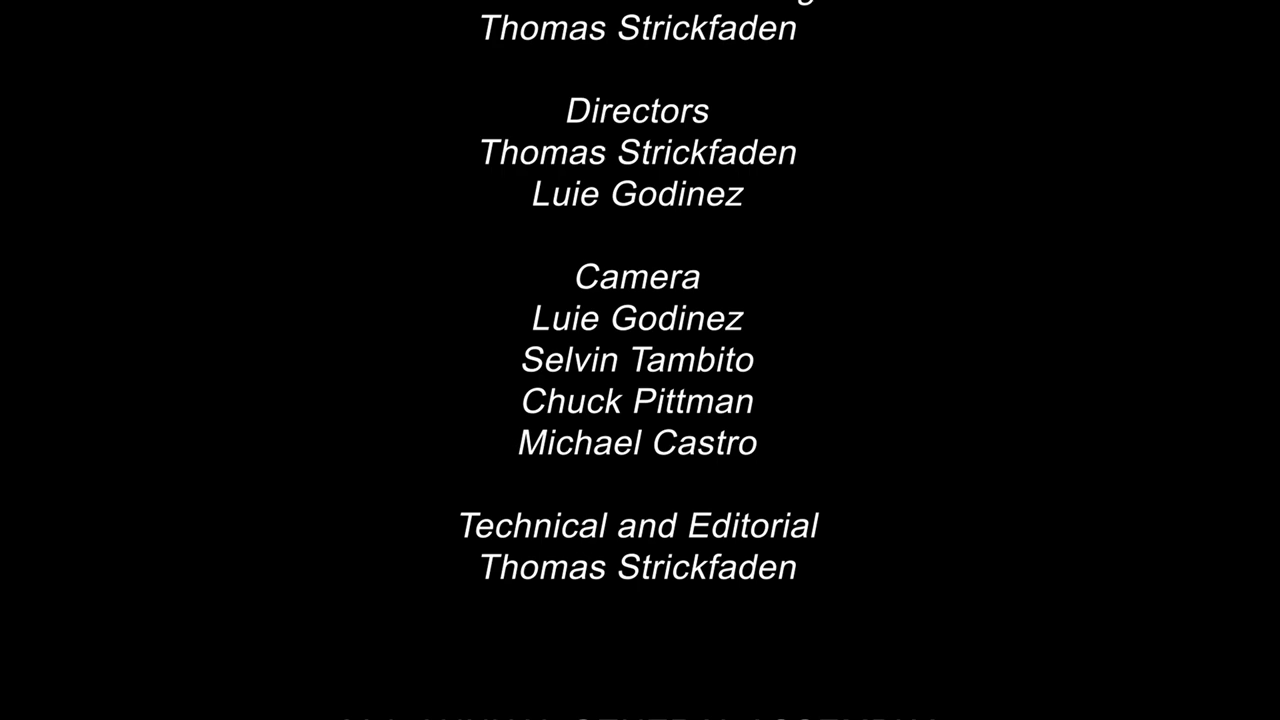 Thomas Strickfaden
Directors
Thomas Strickfaden
Luie Godinez
Camera
Luie Godinez
Selvin Tambito
Chuck Pittman
Michael Castro
Technical and Editorial
Thomas Strickfaden